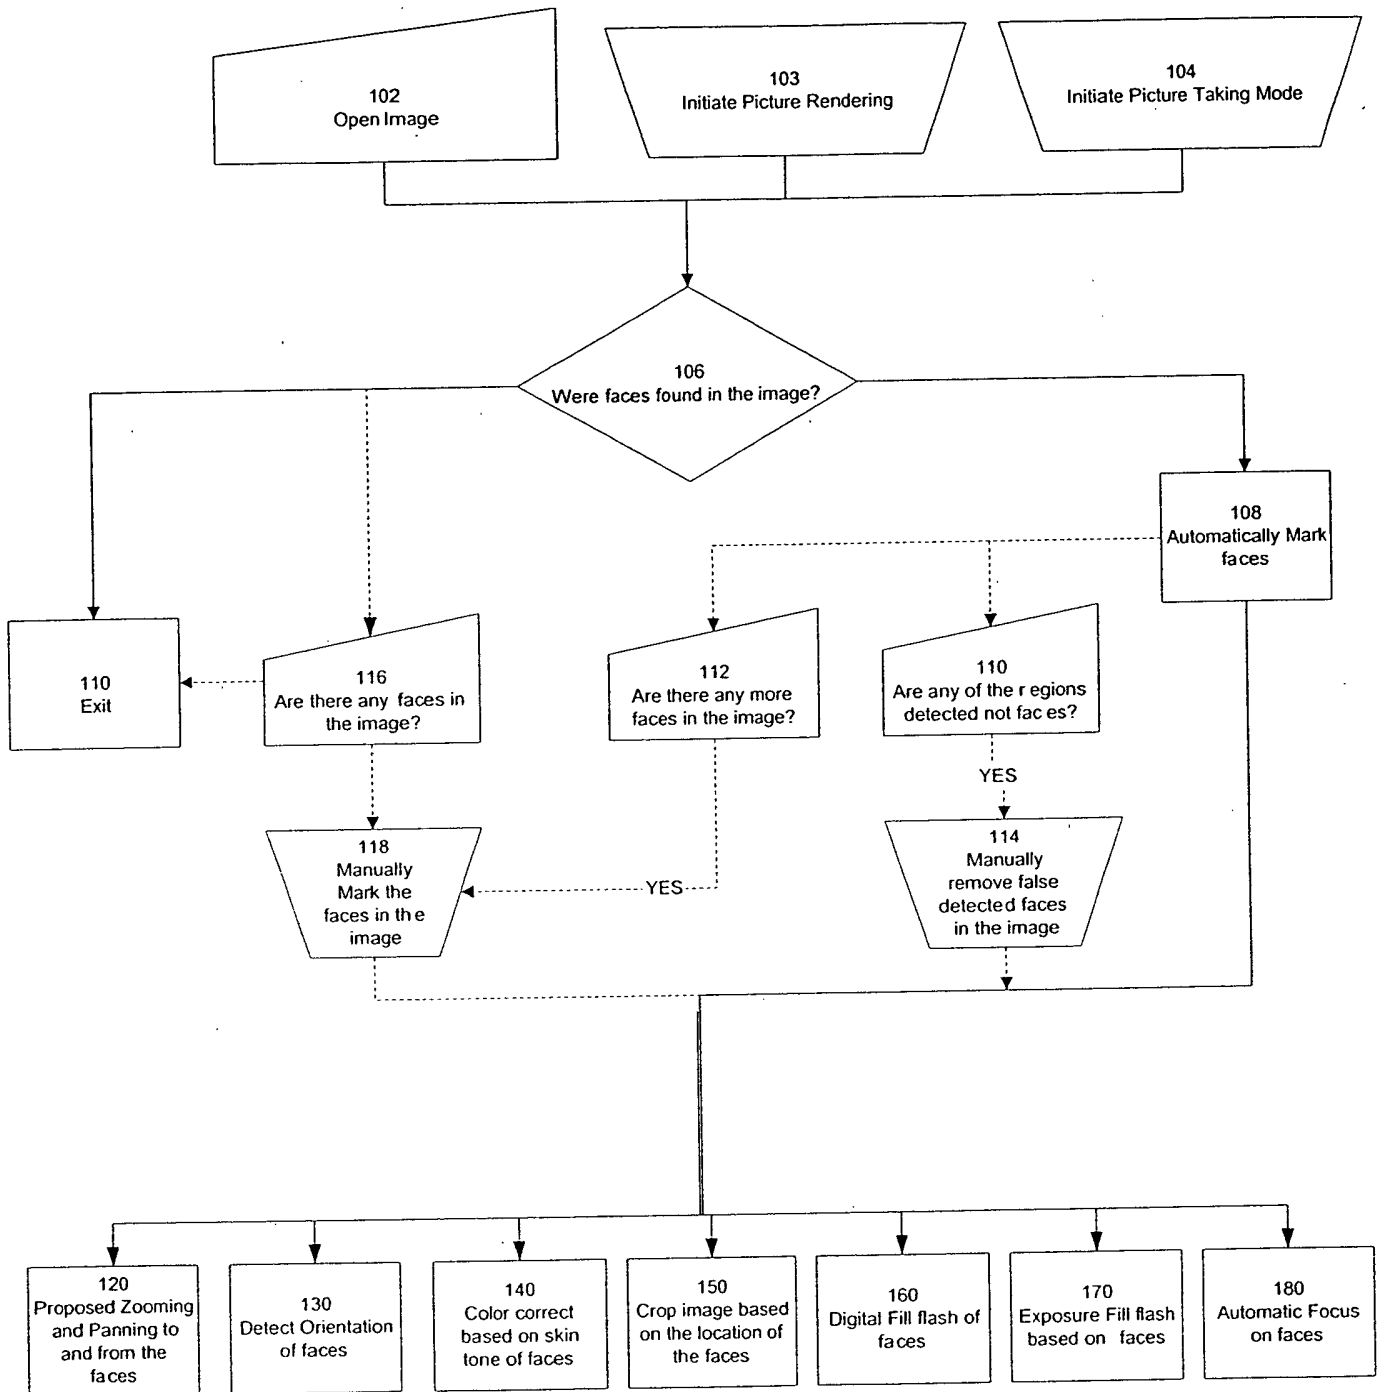 102
Open Image
103
Initiate Picture Rendering
104
Initiate Picture Taking Mode
106
Were faces found in the image?
108
Automatically Mark
faces
110
Exit
116
Are there any faces in
the image?
112
Are there any more
faces in the image?
110
Are any of the regions
detected not faces?
YES
118
Manually
Mark the
faces in the
image
YES
114
Manually
remove false
detected faces
in the image
120
Proposed Zooming
and Panning to
and from the
faces
130
Detect Orientation
of faces
140
Color correct
based on skin
tone of faces
150
Crop image based
on the location of
the faces
160
Digital Fill flash of
faces
170
Exposure Fill flash
based on faces
180
Automatic Focus
on faces